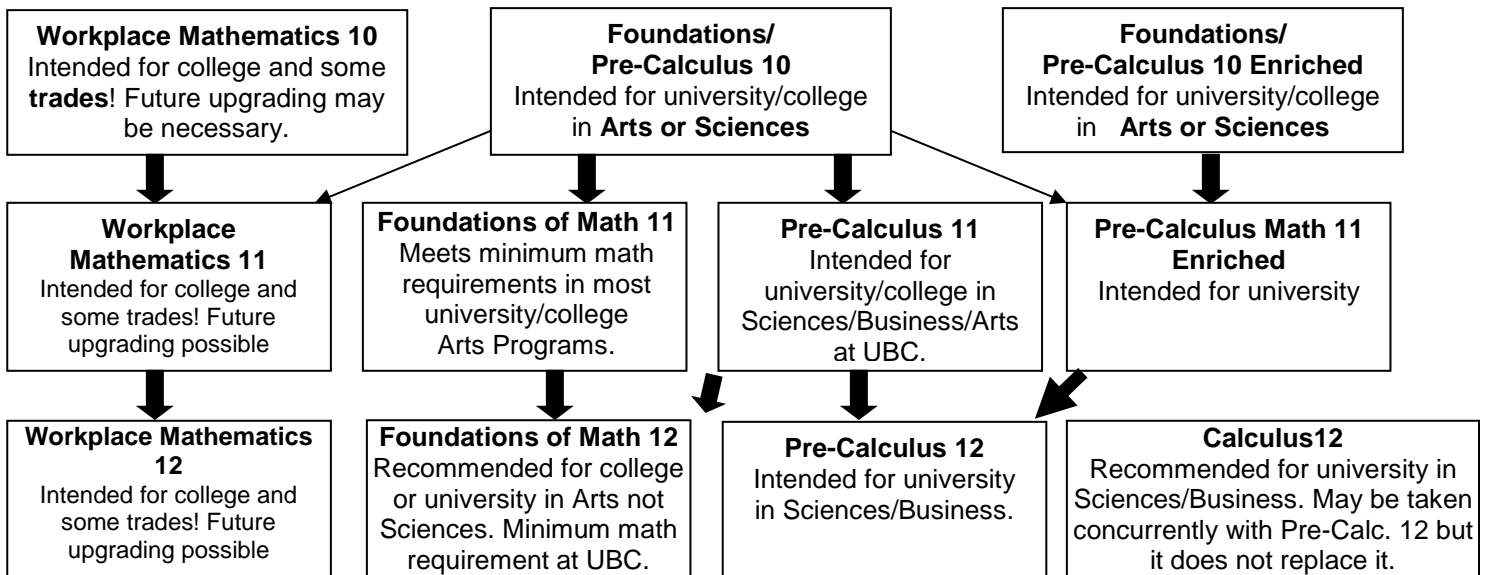 Workplace Mathematics 10
Intended for college and some
trades! Future upgrading may
be necessary.
Foundations/
Pre-Calculus 10
Intended for university/college
in Arts or Sciences
Foundations/
Pre-Calculus 10 Enriched
Intended for university/college
in Arts or Sciences
Workplace
Mathematics 11
Intended for college and
some trades! Future
upgrading possible
Foundations of Math 11
Meets minimum math
requirements in most
university/college
Arts Programs.
Pre-Calculus 11
Intended for
university/college in
Sciences/Business/Arts
at UBC.
Pre-Calculus Math 11
Enriched
Intended for university
Workplace Mathematics
12
Intended for college and
some trades! Future
upgrading possible
Foundations of Math 12
Recommended for college
or university in Arts not
Sciences. Minimum math
requirement at UBC.
Pre-Calculus 12
Intended for university
in Sciences/Business.
Calculus12
Recommended for university in
Sciences/Business. May be taken
concurrently with Pre-Calc. 12 but
it does not replace it.